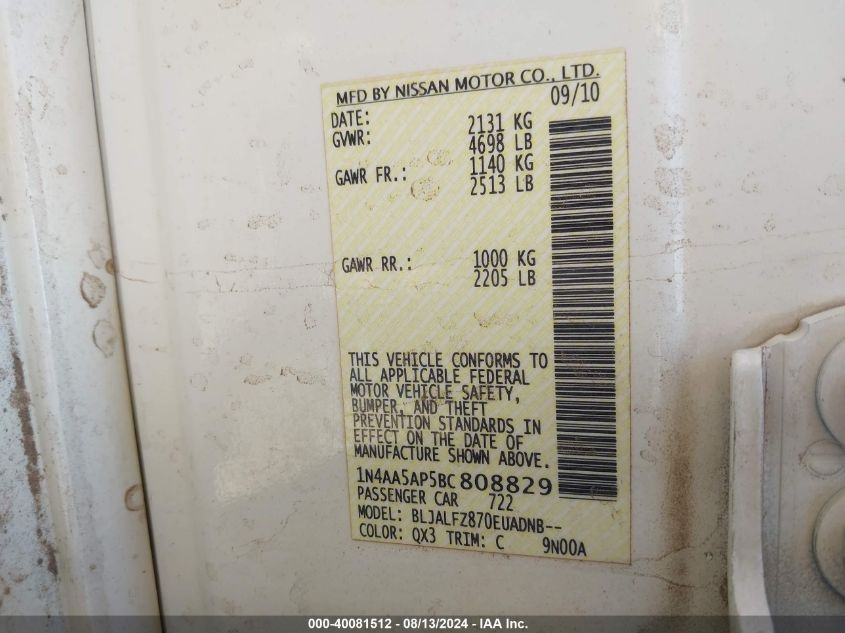 MFD BY NISSAN MOTOR CO., LTD.
DATE: 09/10
GVWR: 2131 KG
4698 LB
GAWR FR.: 1140 KG
2513 LB
GAWR RR.: 1000 KG
2205 LB
THIS VEHICLE CONFORMS TO
ALL APPLICABLE FEDERAL
MOTOR VEHICLE SAFETY,
BUMPER, AND THEFT
PREVENTION STANDARDS IN
EFFECT ON THE DATE OF
MANUFACTURE SHOWN ABOVE.
1N4AA5AP5BC808829
PASSENGER CAR 722
MODEL: BLJALFZ870EUADNB--
COLOR: QX3 TRIM: C 9N00A
000-40081512 - 08/13/2024 - IAA Inc.